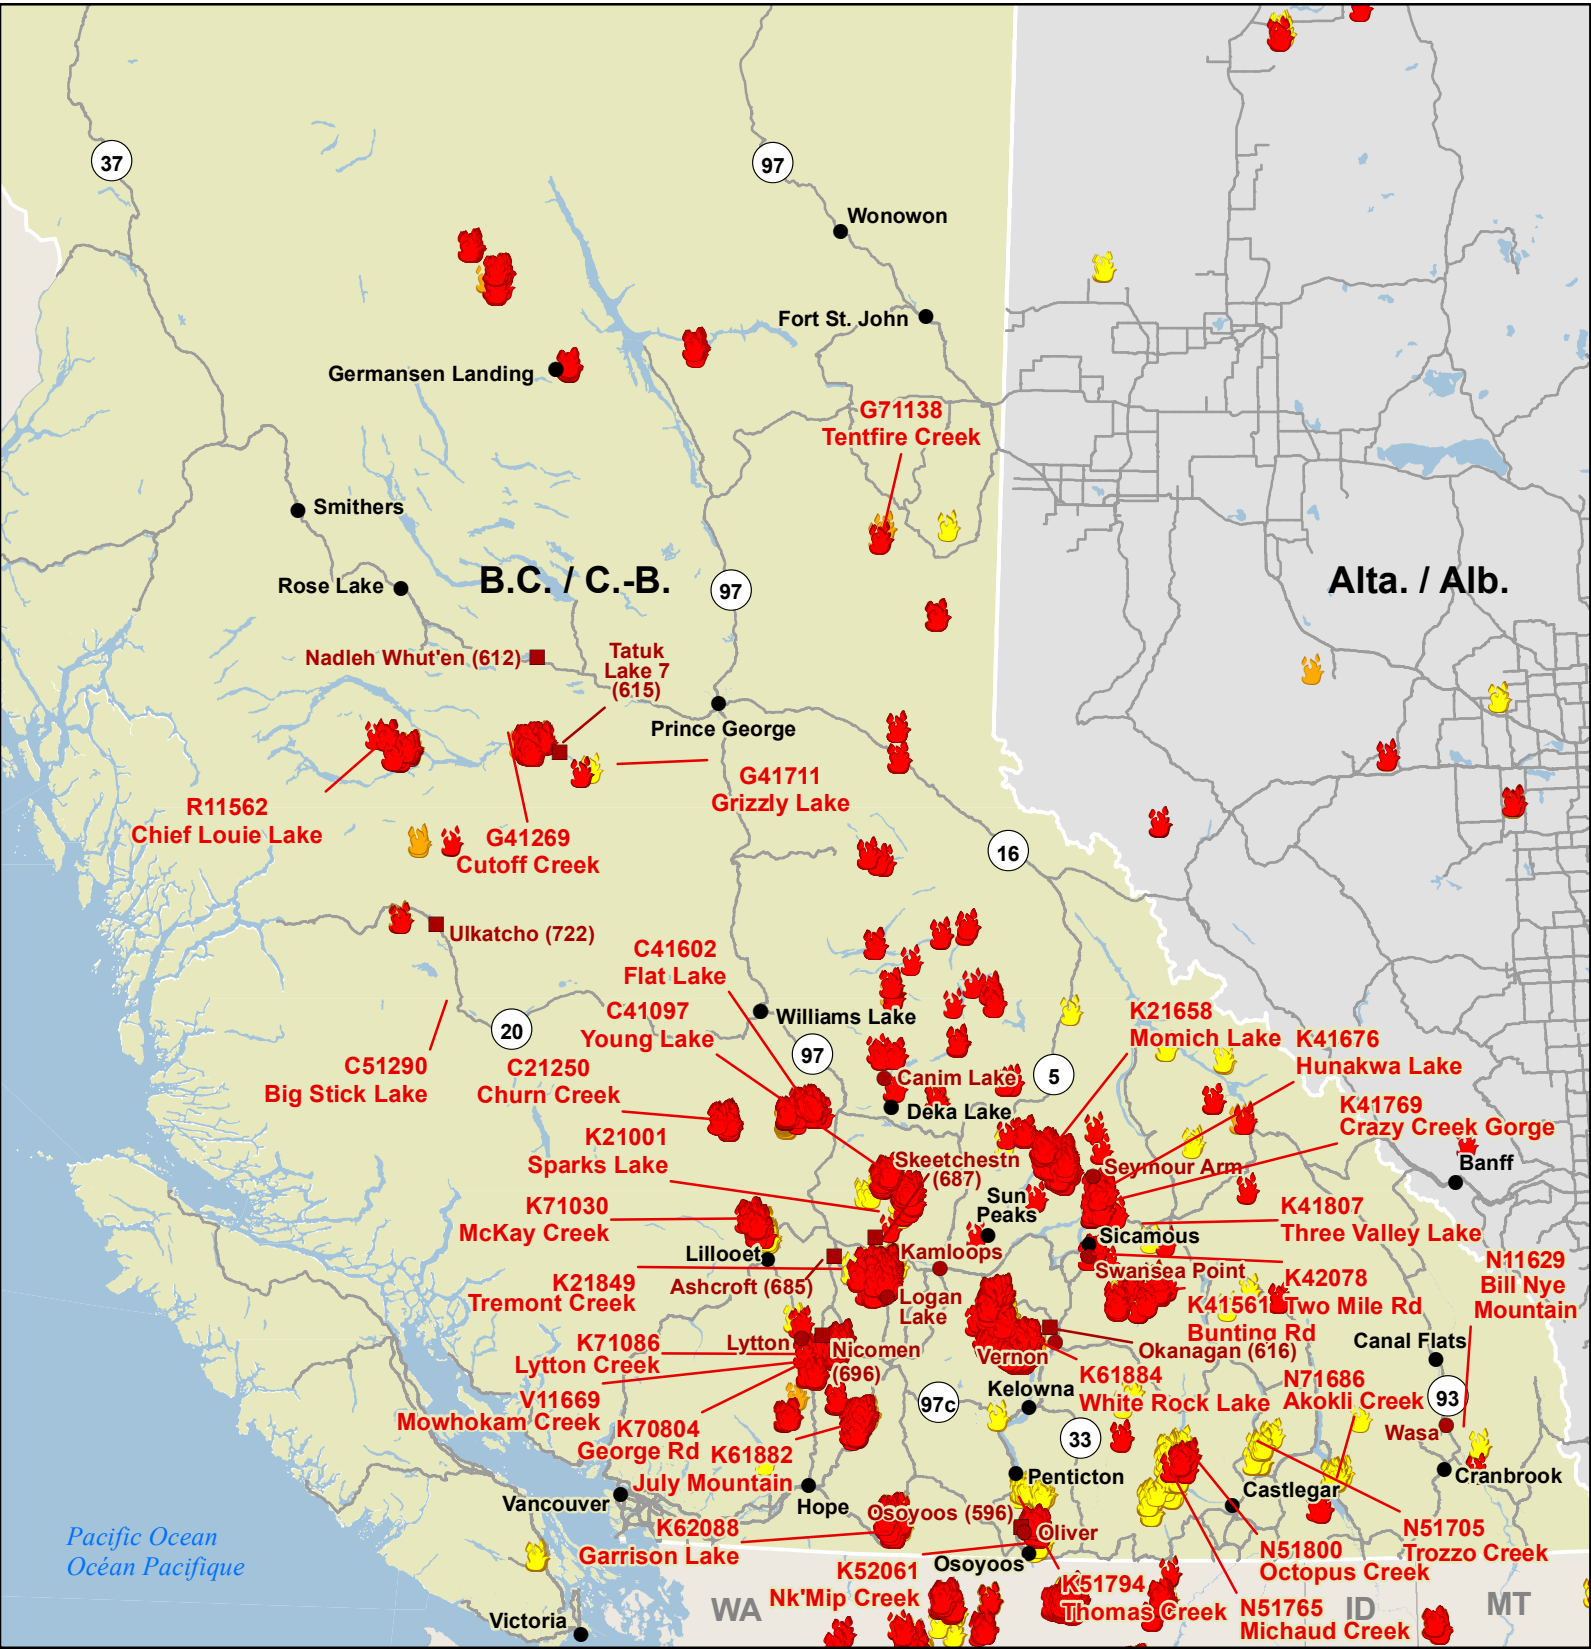 37
97
Wonowon
Fort St. John
Germansen Landing
G71138
Tentfire Creek
Smithers
Rose Lake
B.C. / C.-B.
97
Alta. / Alb.
Nadleh Whut'en (612)
Tatuk
Lake 7
(615)
Prince George
G41711
Grizzly Lake
R11562
Chief Louie Lake
G41269
Cutoff Creek
16
Ulkatcho (722)
C41602
Flat Lake
C41097
Young Lake
Williams Lake
20
97
5
K21658
Momich Lake
K41676
Hunakwa Lake
C51290
Big Stick Lake
C21250
Churn Creek
Canim Lake
Deka Lake
K41769
Crazy Creek Gorge
K21001
Sparks Lake
Skeetchestn
(687)
Seymour Arm
Banff
K71030
McKay Creek
Sun
Peaks
K41807
Three Valley Lake
Lillooet
Kamloops
Sicamous
N11629
Bill Nye
Mountain
Ashcroft (685)
Swansea Point
K42078
Two Mile Rd
K21849
Tremont Creek
Logan
Lake
K41561
Bunting Rd
Lytton
Nicomen
(696)
Vernon
Okanagan (616)
Canal Flats
K71086
Lytton Creek
K61884
White Rock Lake
N71686
Akokli Creek
V11669
Mowhokam Creek
97c
Kelowna
93
Wasa
K70804
George Rd
33
K61882
July Mountain
Penticton
Cranbrook
Vancouver
Hope
Castlegar
Osoyoos (596)
Oliver
K62088
Garrison Lake
N51705
Trozzo Creek
Pacific Ocean
Océan Pacifique
Osoyoos
N51800
Octopus Creek
K52061
Nk'Mip Creek
K51794
Thomas Creek
N51765
Michaud Creek
WA
ID
MT
Victoria